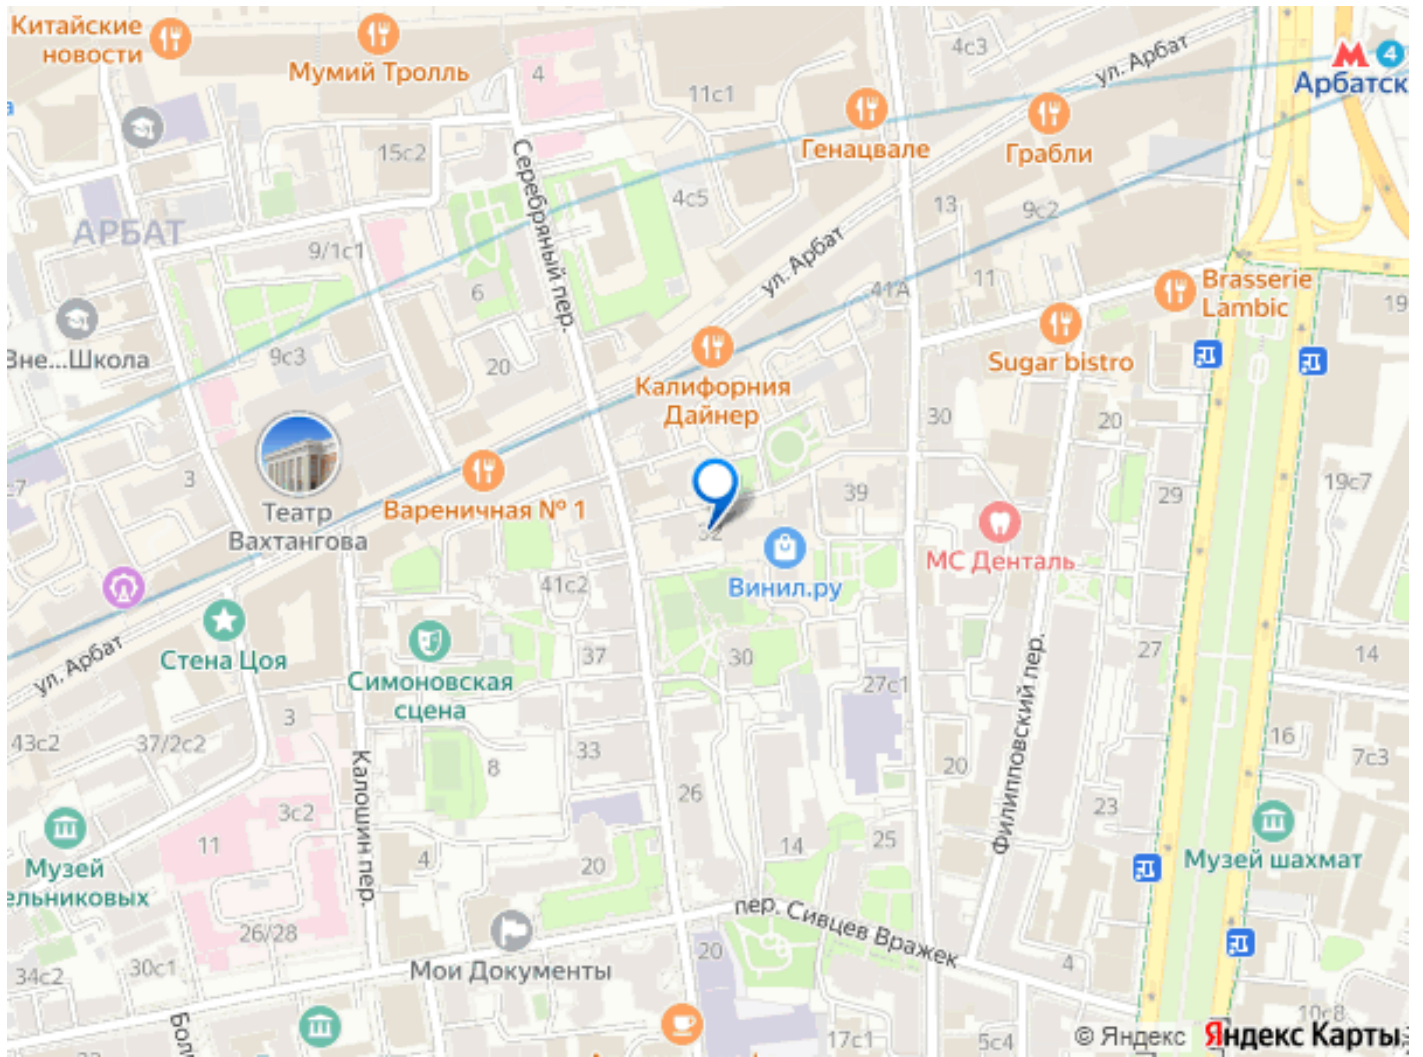 Китайские
новости
Мумий Тролль
4
4с3
ул. Арбат
4
Арбатск
11с1
Генацвале
Грабли
15с2
Серебряный пер.
4с5
13
9с2
АРБАТ
9/1с1
ул. Арбат
11
6
41А
Brasserie
Lambic
19
Вне...Школа
9с3
20
Калифорния
Дайнер
Sugar bistro
30
20
3
Театр
Вахтангова
Вареничная № 1
39
29
19с7
32
МС Денталь
Винил.ру
41с2
ул. Арбат
Стена Цоя
Симоновская
сцена
37
30
27с1
27
14
Филипповский пер.
3
43с2
37/2с2
Калошин пер.
8
33
26
20
16
7с3
3с2
11
4
20
14
25
23
Музей
ельниковых
Музей шахмат
26/28
пер. Сивцев Вражек
34с2
30с1
Мои Документы
20
4
17с1
5с4
10с8
© Яндекс Яндекс Карты